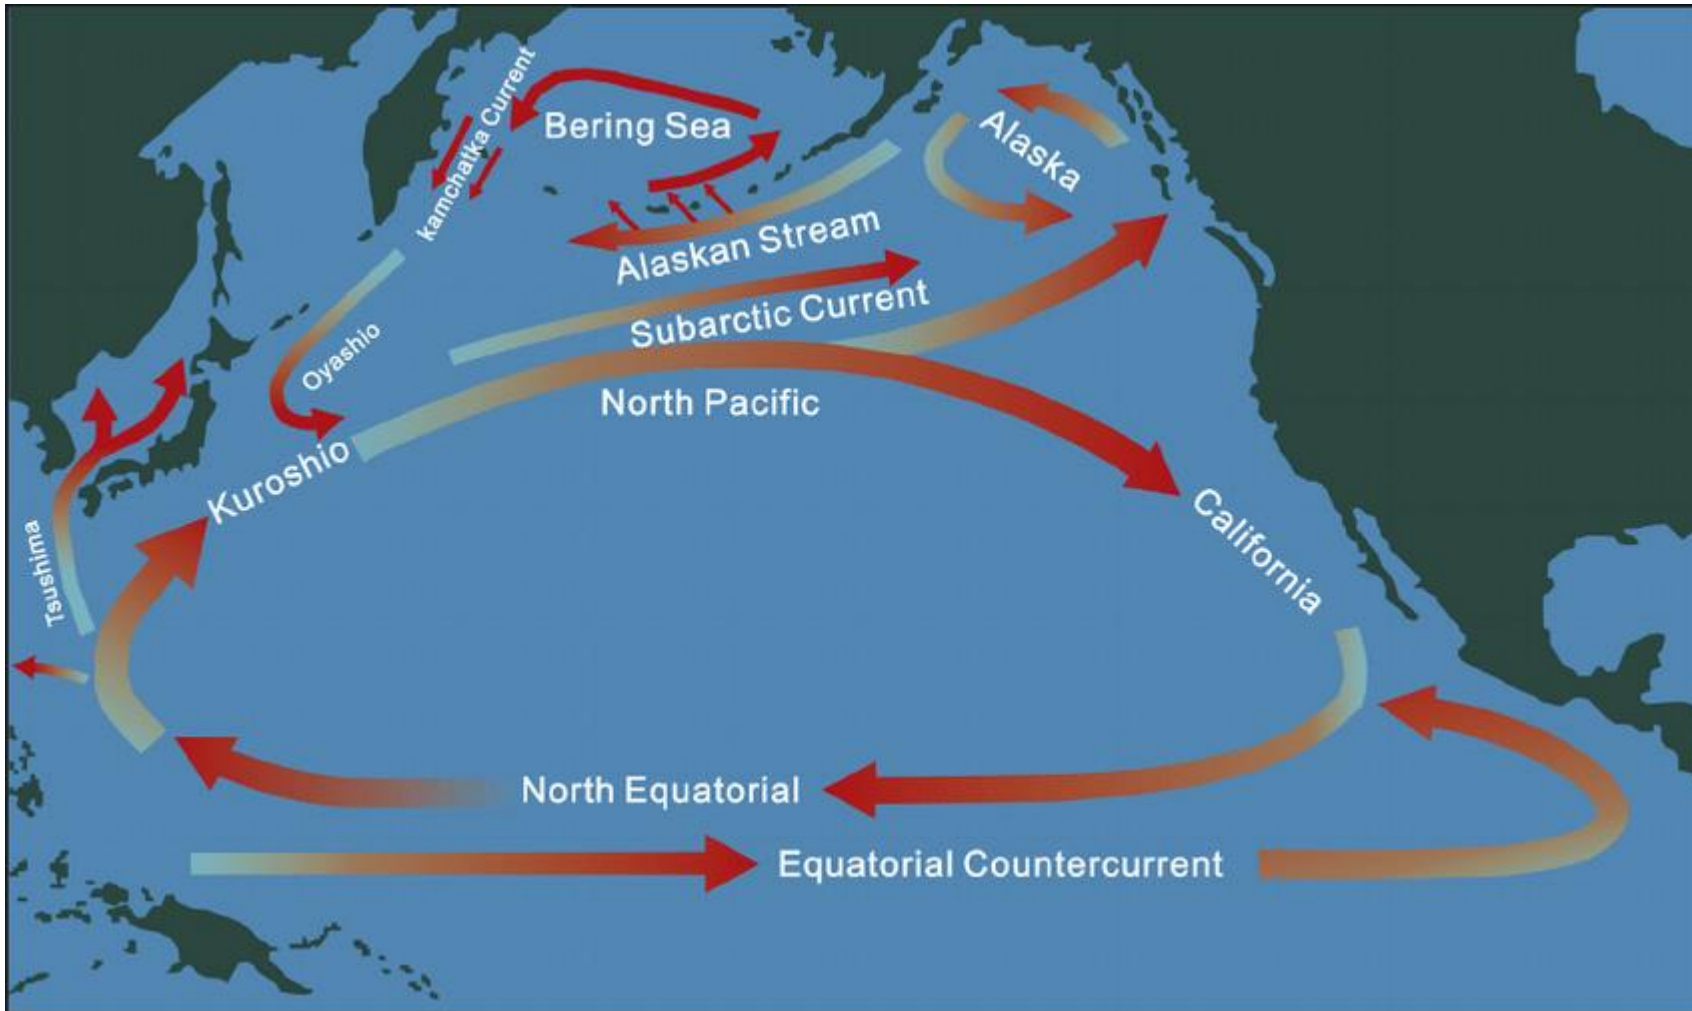 kamchatka Current
Bering Sea
Alaska
Alaskan Stream
Subarctic Current
Oyashio
North Pacific
Kuroshio
California
Tsushima
North Equatorial
Equatorial Countercurrent